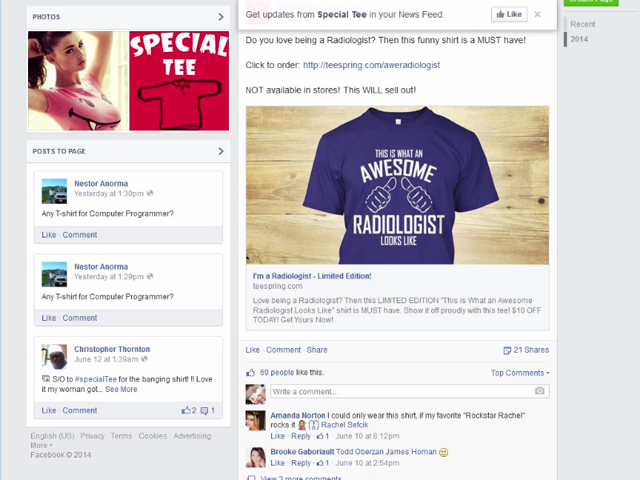 PHOTOS
SPECIAL
TEE
POSTS TO PAGE
Nestor Anorma
Yesterday at 1:30pm
Any T-shirt for Computer Programmer?
Like · Comment
Nestor Anorma
Yesterday at 1:29pm
Any T-shirt for Computer Programmer?
Like · Comment
Christopher Thornton
June 12 at 1:39am
S/O to #specialTee for the banging shirt! !! Love
it my woman got... See More
Like · Comment 2 1
English (US) · Privacy · Terms · Cookies · Advertising ·
More
Facebook © 2014
Get updates from Special Tee in your News Feed.
Like
Do you love being a Radiologist? Then this funny shirt is a MUST have!
Click to order: http://teespring.com/aweradiologist
NOT available in stores! This WILL sell out!
THIS IS WHAT AN
AWESOME
RADIOLOGIST
LOOKS LIKE
I'm a Radiologist - Limited Edition!
teespring.com
Love being a Radiologist? Then this LIMITED EDITION "This is What an Awesome
Radiologist Looks Like" shirt is MUST have. Show it off proudly with this tee! $10 OFF
TODAY! Get Yours Now!
Like · Comment · Share 21 Shares
69 people like this. Top Comments
Write a comment...
Amanda Norton I could only wear this shirt, if my favorite "Rockstar Rachel"
rocks it Rachel Sefcik
Like · Reply · 1 · June 10 at 8:12pm
Brooke Gaboriault Todd Oberzan James Homan
Like · Reply · 1 · June 10 at 2:54pm
View 3 more comments
Recent
2014